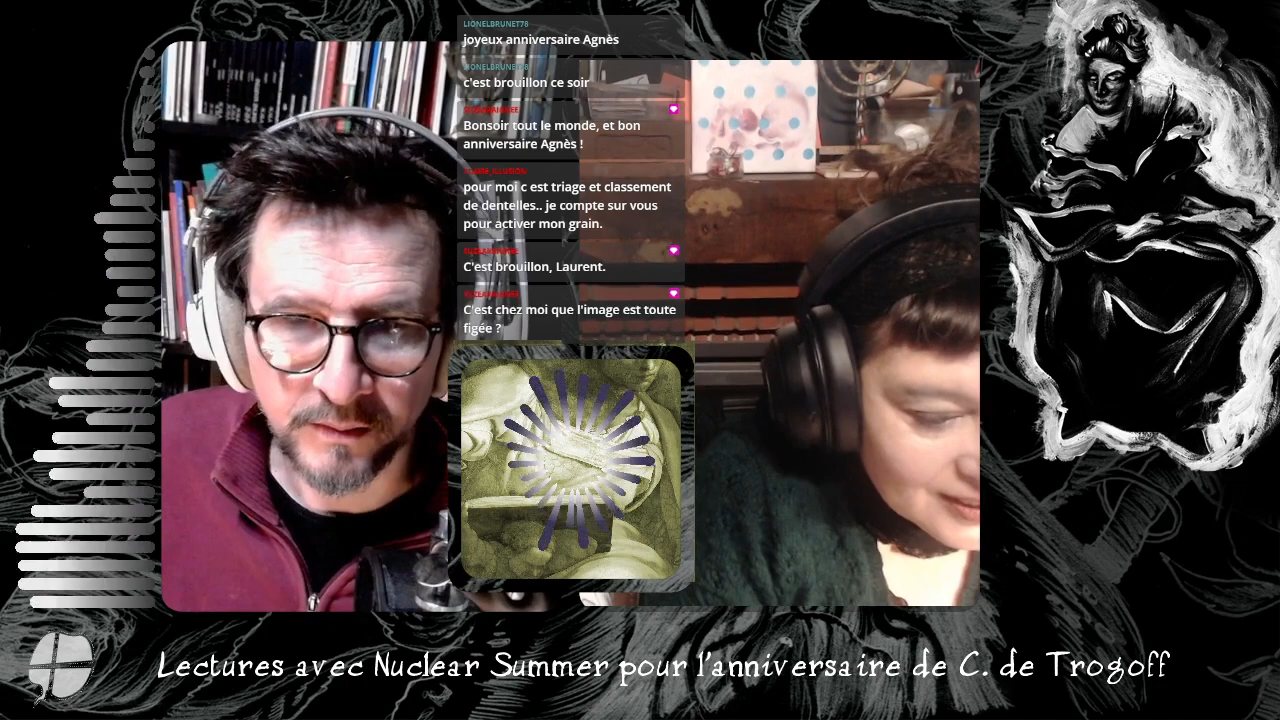 LIONELBRUNET78
joyeux anniversaire Agnès
LIONELBRUNET78
c'est brouillon ce soir
Bonsoir tout le monde, et bon
anniversaire Agnès !
pour moi c est triage et classement
de dentelles.. je compte sur vous
pour activer mon grain.
C'est brouillon, Laurent.
C'est chez moi que l'image est toute
figée ?
Lectures avec Nuclear Summer pour l'anniversaire de C. de Trogoff